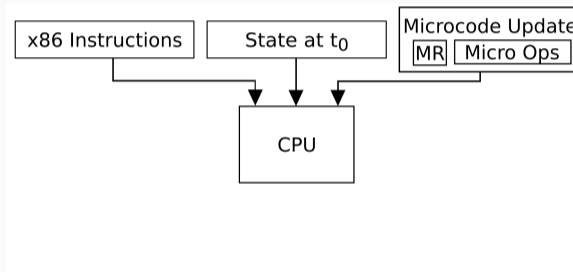 x86 Instructions
State at t0
Microcode Update
MR
Micro Ops
CPU